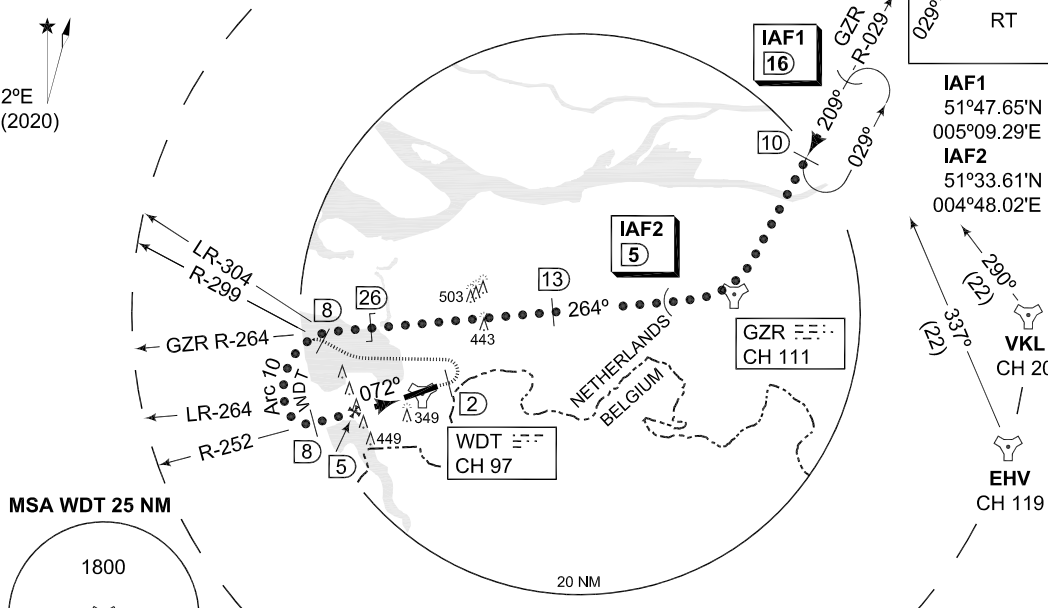 2ºE
(2020)
IAF1
16
GZR
R-029
029º
RT
IAF1
51º47.65'N
005º09.29'E
IAF2
51º33.61'N
004º48.02'E
209º
029º
10
IAF2
5
LR-304
R-299
8
26
503
13
264º
443
290º
(22)
337º
(22)
VKL
CH 20
GZR
CH 111
NETHERLANDS
BELGIUM
GZR R-264
Arc 10
WDT
072º
LR-264
R-252
2
349
449
8
5
WDT
CH 97
EHV
CH 119
MSA WDT 25 NM
1800
20 NM